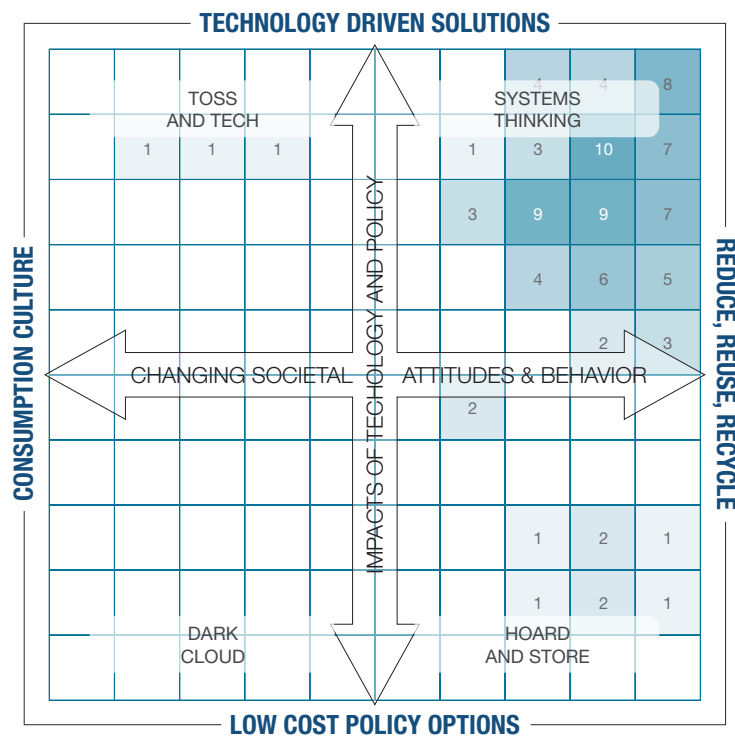 TECHNOLOGY DRIVEN SOLUTIONS
4 4 8
TOSS
AND TECH
SYSTEMS
THINKING
1 1 1 1 3 10 7
3 9 9 7
4 6 5
2 3
CONSUMPTION CULTURE
REDUCE, REUSE, RECYCLE
IMPACTS OF TECHOLOGY AND POLICY
CHANGING SOCIETAL ATTITUDES & BEHAVIOR
2
1 2 1
1 2 1
DARK
CLOUD
HOARD
AND STORE
LOW COST POLICY OPTIONS